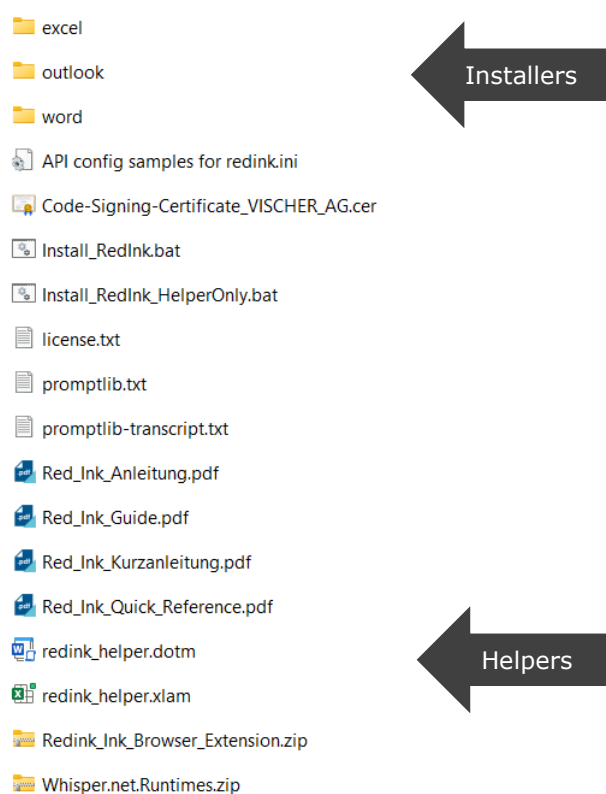 excel
outlook
Installers
word
API config samples for redink.ini
Code-Signing-Certificate_VISCHER_AG.cer
Install_RedInk.bat
Install_RedInk_HelperOnly.bat
license.txt
promptlib.txt
promptlib-transcript.txt
Red_Ink_Anleitung.pdf
Red_Ink_Guide.pdf
Red_Ink_Kurzanleitung.pdf
Red_Ink_Quick_Reference.pdf
redink_helper.dotm
Helpers
redink_helper.xlam
Redink_Ink_Browser_Extension.zip
Whisper.net.Runtimes.zip